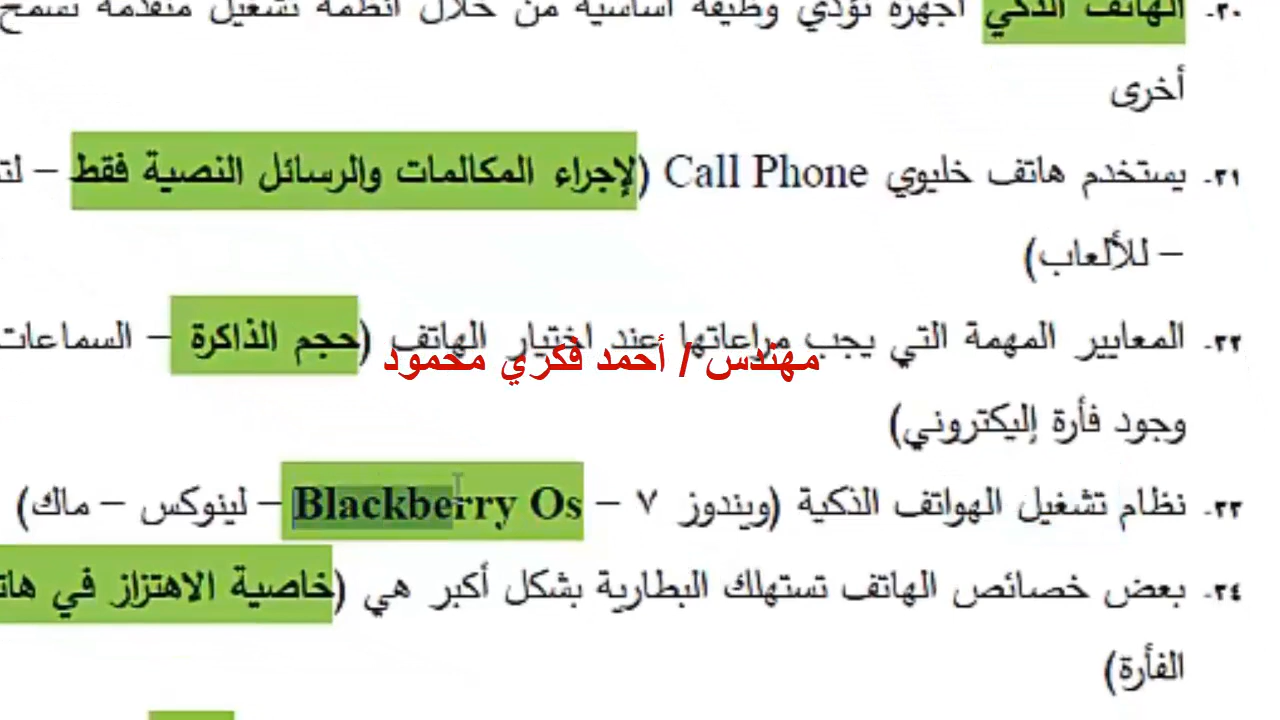 ٢٠- الهاتف الذكي أجهزة تؤدي وظيفة أساسية من خلال أنظمة تشغيل متقدمة تسمح
أخرى
٢١- يستخدم هاتف خليوي Call Phone (لإجراء المكالمات والرسائل النصية فقط –
– للألعاب)
٢٢- المعايير المهمة التي يجب مراعاتها عند اختيار الهاتف (حجم الذاكرة – السماعات
مهندس / أحمد فكري محمود
وجود فأرة إليكتروني)
٢٣- نظام تشغيل الهواتف الذكية (ويندوز ٧ – Blackberry Os – لينوكس – ماك)
٢٤- بعض خصائص الهاتف تستهلك البطارية بشكل أكبر هي (خاصية الاهتزاز في
الفأرة)